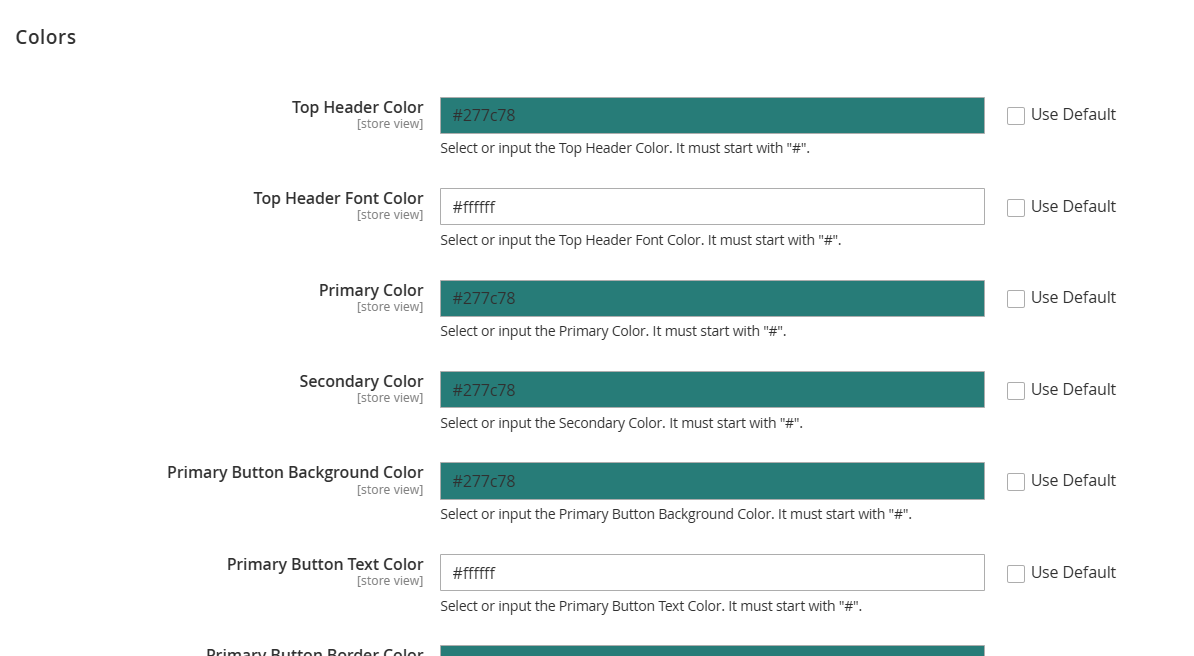 Colors
Top Header Color
[store view]
#277c78
Use Default
Select or input the Top Header Color. It must start with "#".
Top Header Font Color
[store view]
#ffffff
Use Default
Select or input the Top Header Font Color. It must start with "#".
Primary Color
[store view]
#277c78
Use Default
Select or input the Primary Color. It must start with "#".
Secondary Color
[store view]
#277c78
Use Default
Select or input the Secondary Color. It must start with "#".
Primary Button Background Color
[store view]
#277c78
Use Default
Select or input the Primary Button Background Color. It must start with "#".
Primary Button Text Color
[store view]
#ffffff
Use Default
Select or input the Primary Button Text Color. It must start with "#".
Primary Button Border Color